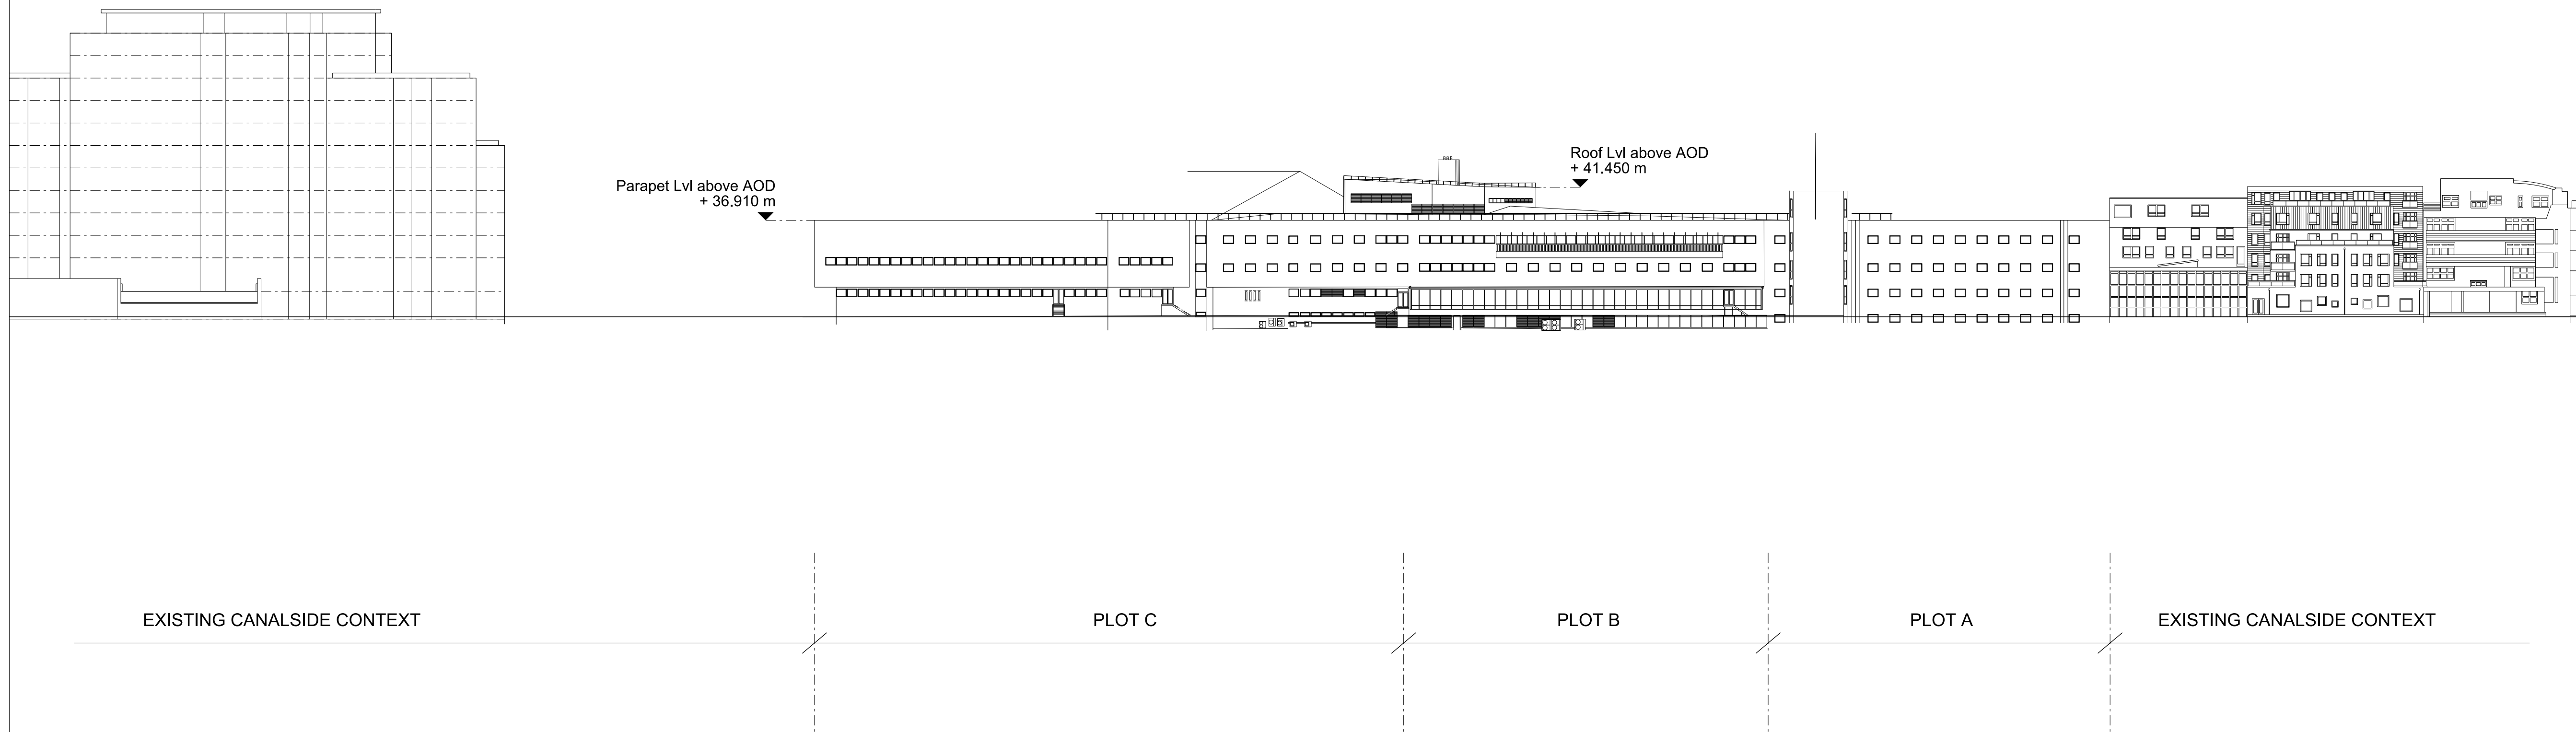 Roof Lvl above AOD
+ 41.450 m
Parapet Lvl above AOD
+ 36.910 m
EXISTING CANALSIDE CONTEXT
PLOT C
PLOT B
PLOT A
EXISTING CANALSIDE CONTEXT